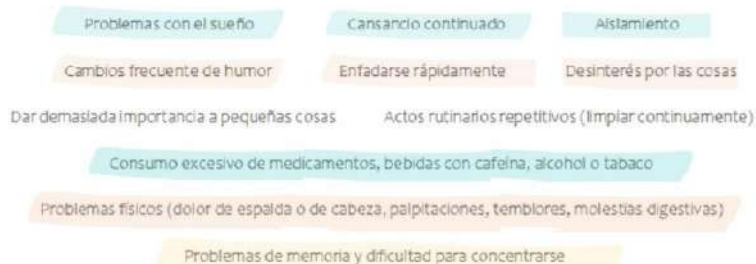 Problemas con el sueño Cansancio continuado Aislamiento
Cambios frecuente de humor Enfadarse rápidamente Desinterés por las cosas
Dar demasiada importancia a pequeñas cosas Actos rutinarios repetitivos (limpiar continuamente)
Consumo excesivo de medicamentos, bebidas con cafeína, alcohol o tabaco
Problemas físicos (dolor de espalda o de cabeza, palpitaciones, temblores, molestias digestivas)
Problemas de memoria y dificultad para concentrarse